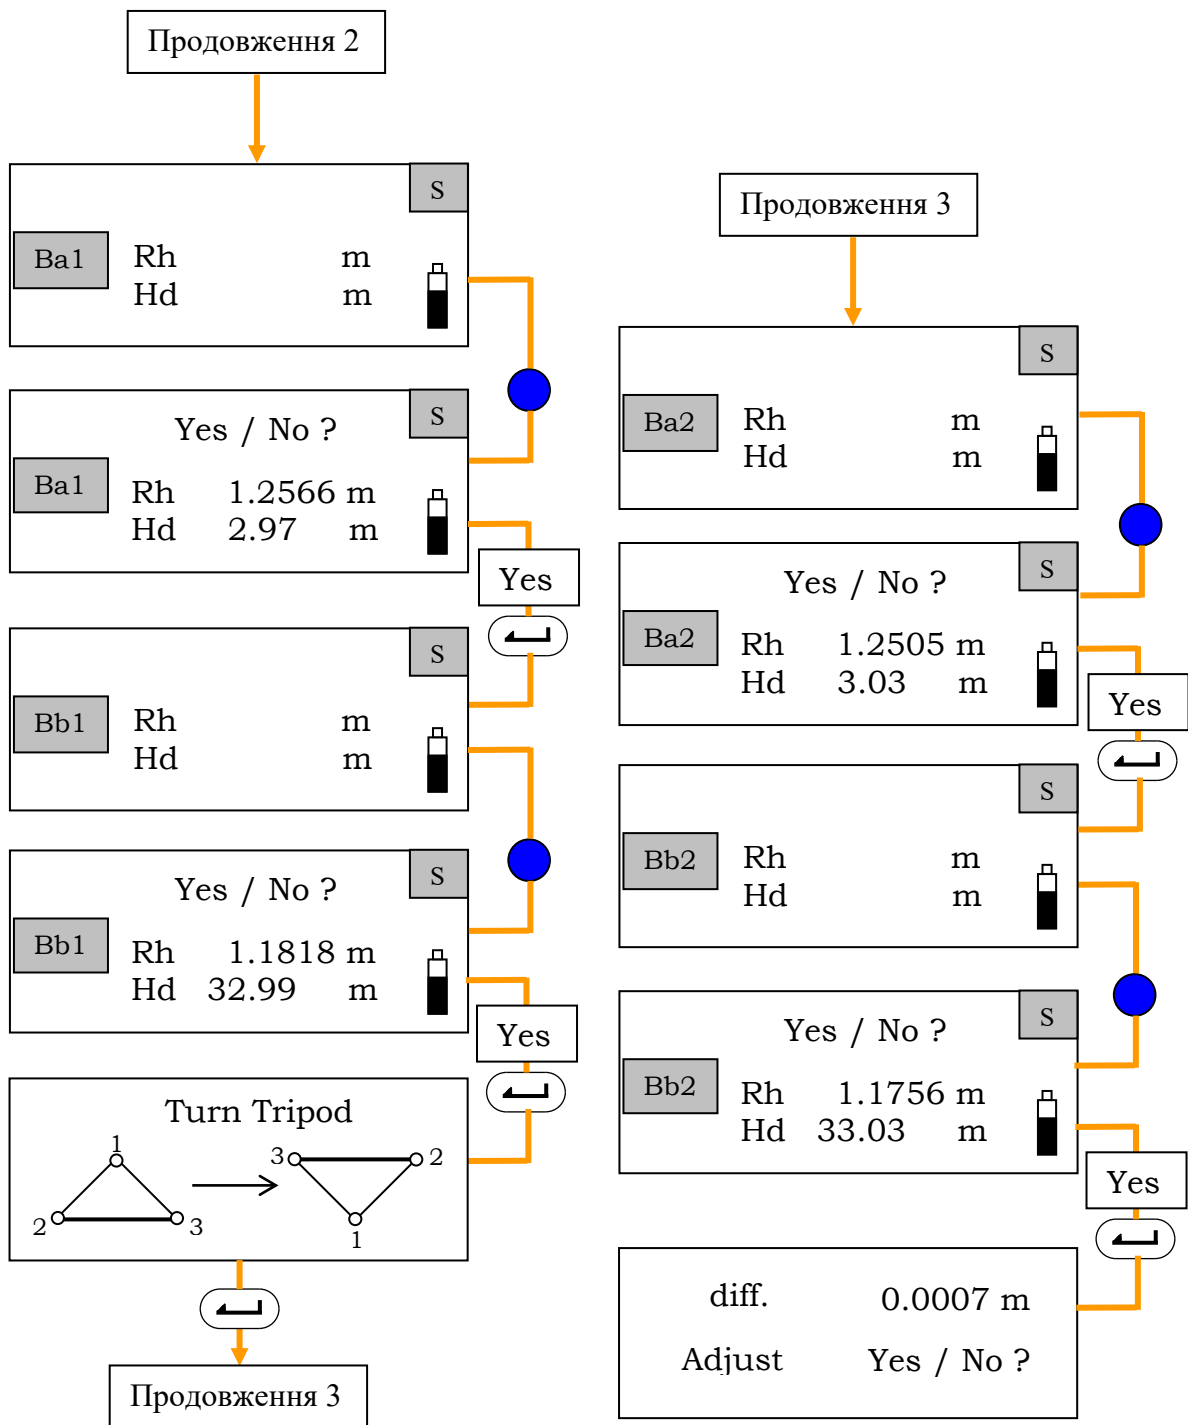 Продовження 2
S
Ba1
Rh m
Hd m
Yes / No ?
S
Ba1
Rh 1.2566 m
Hd 2.97 m
Yes
S
Bb1
Rh m
Hd m
Yes / No ?
S
Bb1
Rh 1.1818 m
Hd 32.99 m
Yes
Turn Tripod
1
2
3
3
2
1
Продовження 3
Продовження 3
S
Ba2
Rh m
Hd m
Yes / No ?
S
Ba2
Rh 1.2505 m
Hd 3.03 m
Yes
S
Bb2
Rh m
Hd m
Yes / No ?
S
Bb2
Rh 1.1756 m
Hd 33.03 m
Yes
diff. 0.0007 m
Adjust Yes / No ?